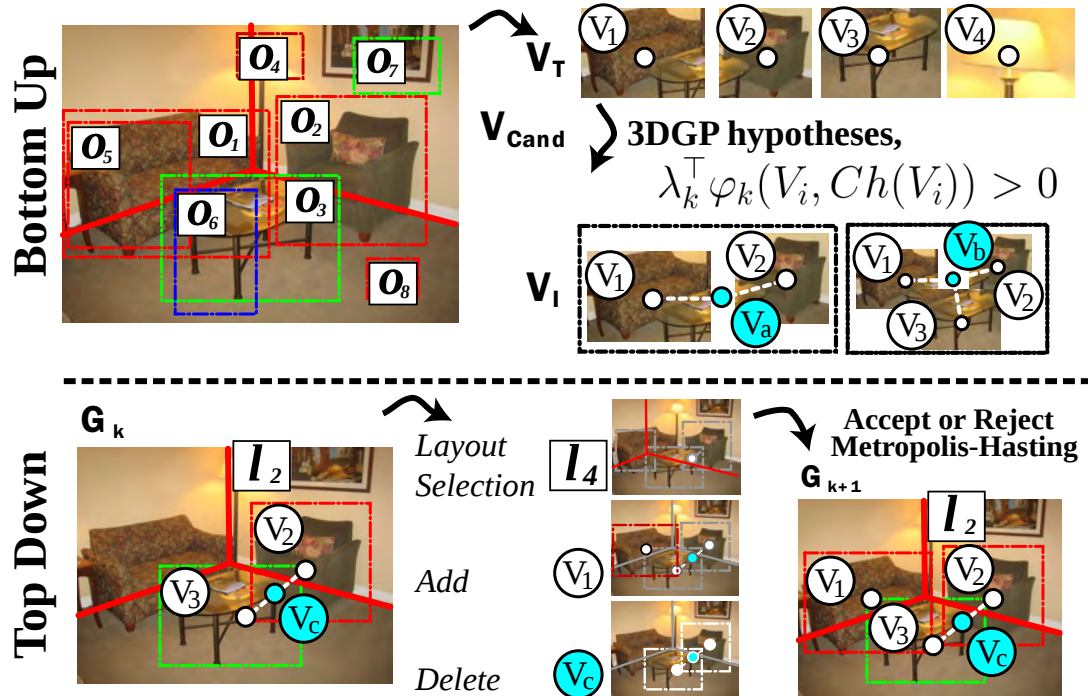 Bottom Up
O4
O7
O5
O1
O2
O6
O3
O8
V1
V2
V3
V4
VT
VCand
3DGP hypotheses,
λk⊤φk(Vi, Ch(Vi)) > 0
VI
V1
V2
Va
V1
Vb
V2
V3
Top Down
Gk
l2
V2
V3
Vc
Layout
Selection
l4
Add
V1
Delete
Vc
Accept or Reject
Metropolis-Hasting
Gk+1
l2
V1
V2
V3
Vc